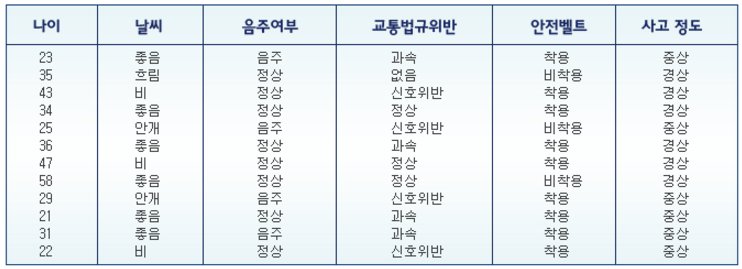 나이 날씨 음주여부 교통법규위반 안전벨트 사고 정도
23 좋음 음주 과속 착용 중상
35 흐림 정상 없음 비착용 경상
43 비 정상 신호위반 착용 경상
34 좋음 정상 정상 착용 경상
25 안개 음주 신호위반 비착용 중상
36 좋음 정상 과속 착용 경상
47 비 정상 정상 착용 경상
58 좋음 정상 정상 비착용 경상
29 안개 음주 신호위반 착용 중상
21 좋음 정상 과속 착용 중상
31 좋음 음주 과속 착용 중상
22 비 정상 신호위반 착용 중상